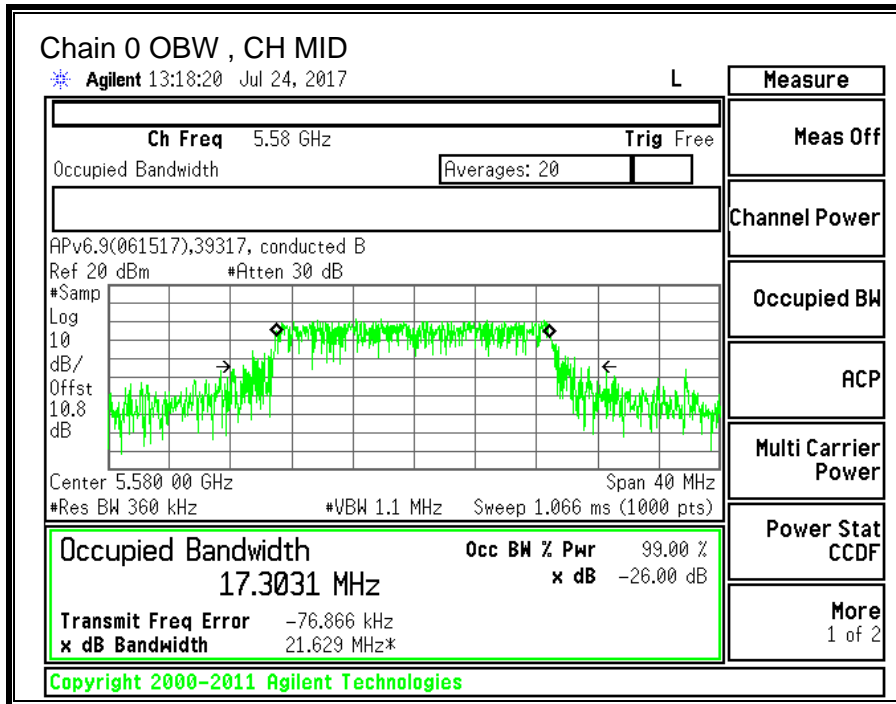 Chain 0 OBW , CH MID
Agilent 13:18:20 Jul 24, 2017 L
Measure
Ch Freq 5.58 GHz Trig Free
Occupied Bandwidth Averages: 20
APv6.9(061517),39317, conducted B
Ref 20 dBm #Atten 30 dB
#Samp
Log
10
dB/
Offst
10.8
dB
Center 5.580 00 GHz Span 40 MHz
#Res BW 360 kHz #VBW 1.1 MHz Sweep 1.066 ms (1000 pts)
Occupied Bandwidth Occ BW % Pwr 99.00 %
17.3031 MHz x dB -26.00 dB
Transmit Freq Error -76.866 kHz
x dB Bandwidth 21.629 MHz*
Copyright 2000-2011 Agilent Technologies
Meas Off
Channel Power
Occupied BW
ACP
Multi Carrier
Power
Power Stat
CCDF
More
1 of 2